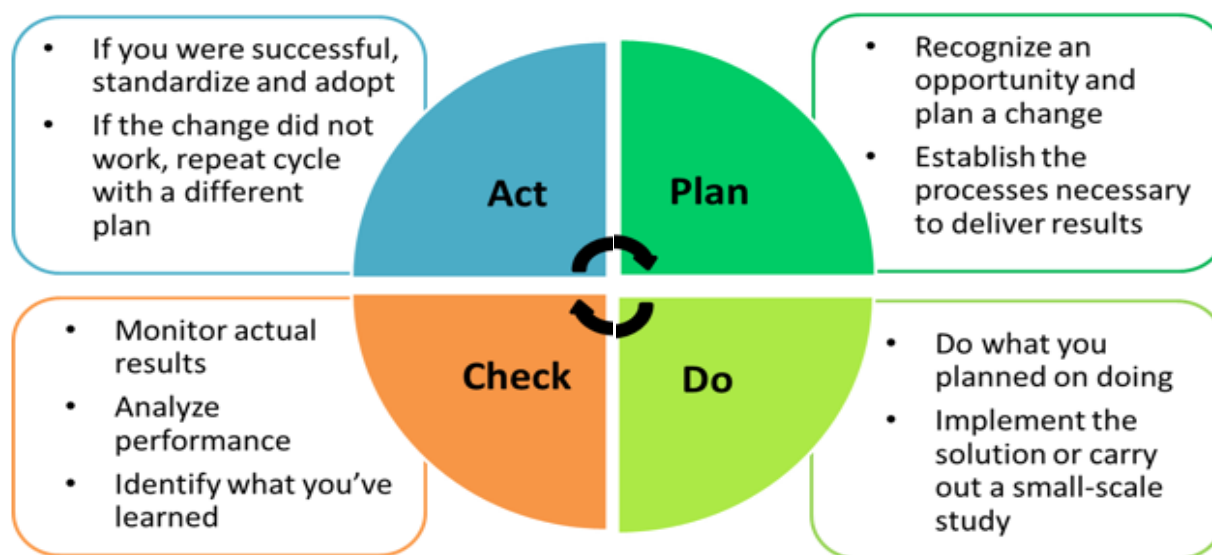 • If you were successful,
standardize and adopt
• If the change did not
work, repeat cycle
with a different
plan
Act
Plan
• Recognize an
opportunity and
plan a change
• Establish the
processes necessary
to deliver results
• Monitor actual
results
• Analyze
performance
• Identify what you’ve
learned
Check
Do
• Do what you
planned on doing
• Implement the
solution or carry
out a small-scale
study